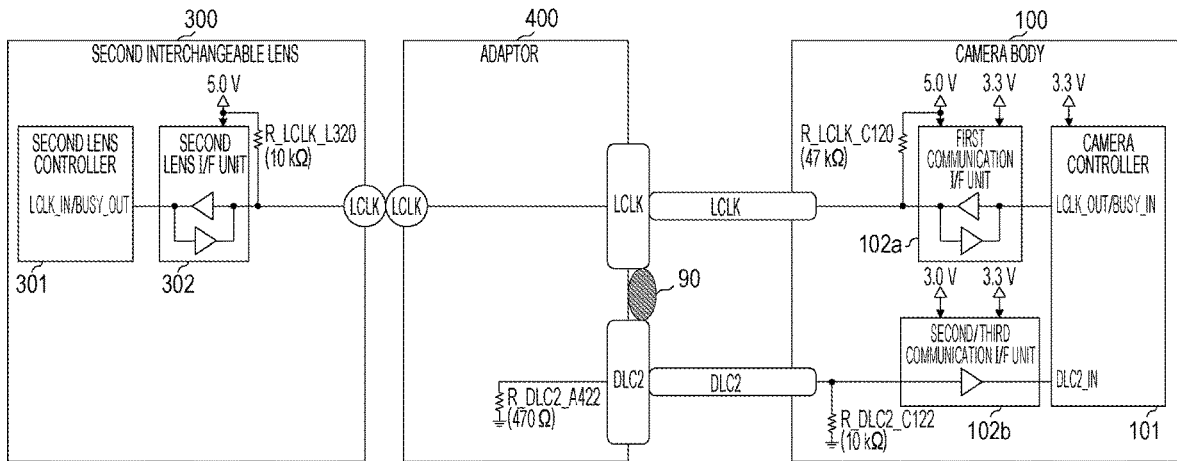 300
400
100
SECOND INTERCHANGEABLE LENS
ADAPTOR
CAMERA BODY
5.0 V
5.0 V
3.3 V
3.3 V
SECOND LENS
CONTROLLER
SECOND
LENS I/F UNIT
R_LCLK_L320
(10 kΩ)
R_LCLK_C120
(47 kΩ)
FIRST
COMMUNICATION
I/F UNIT
CAMERA
CONTROLLER
LCLK_IN/BUSY_OUT
LCLK
LCLK
LCLK
LCLK
LCLK_OUT/BUSY_IN
301
302
102a
90
3.0 V
3.3 V
SECOND/THIRD
COMMUNICATION I/F UNIT
DLC2
DLC2
DLC2_IN
R_DLC2_A422
(470 Ω)
R_DLC2_C122
(10 kΩ)
102b
101